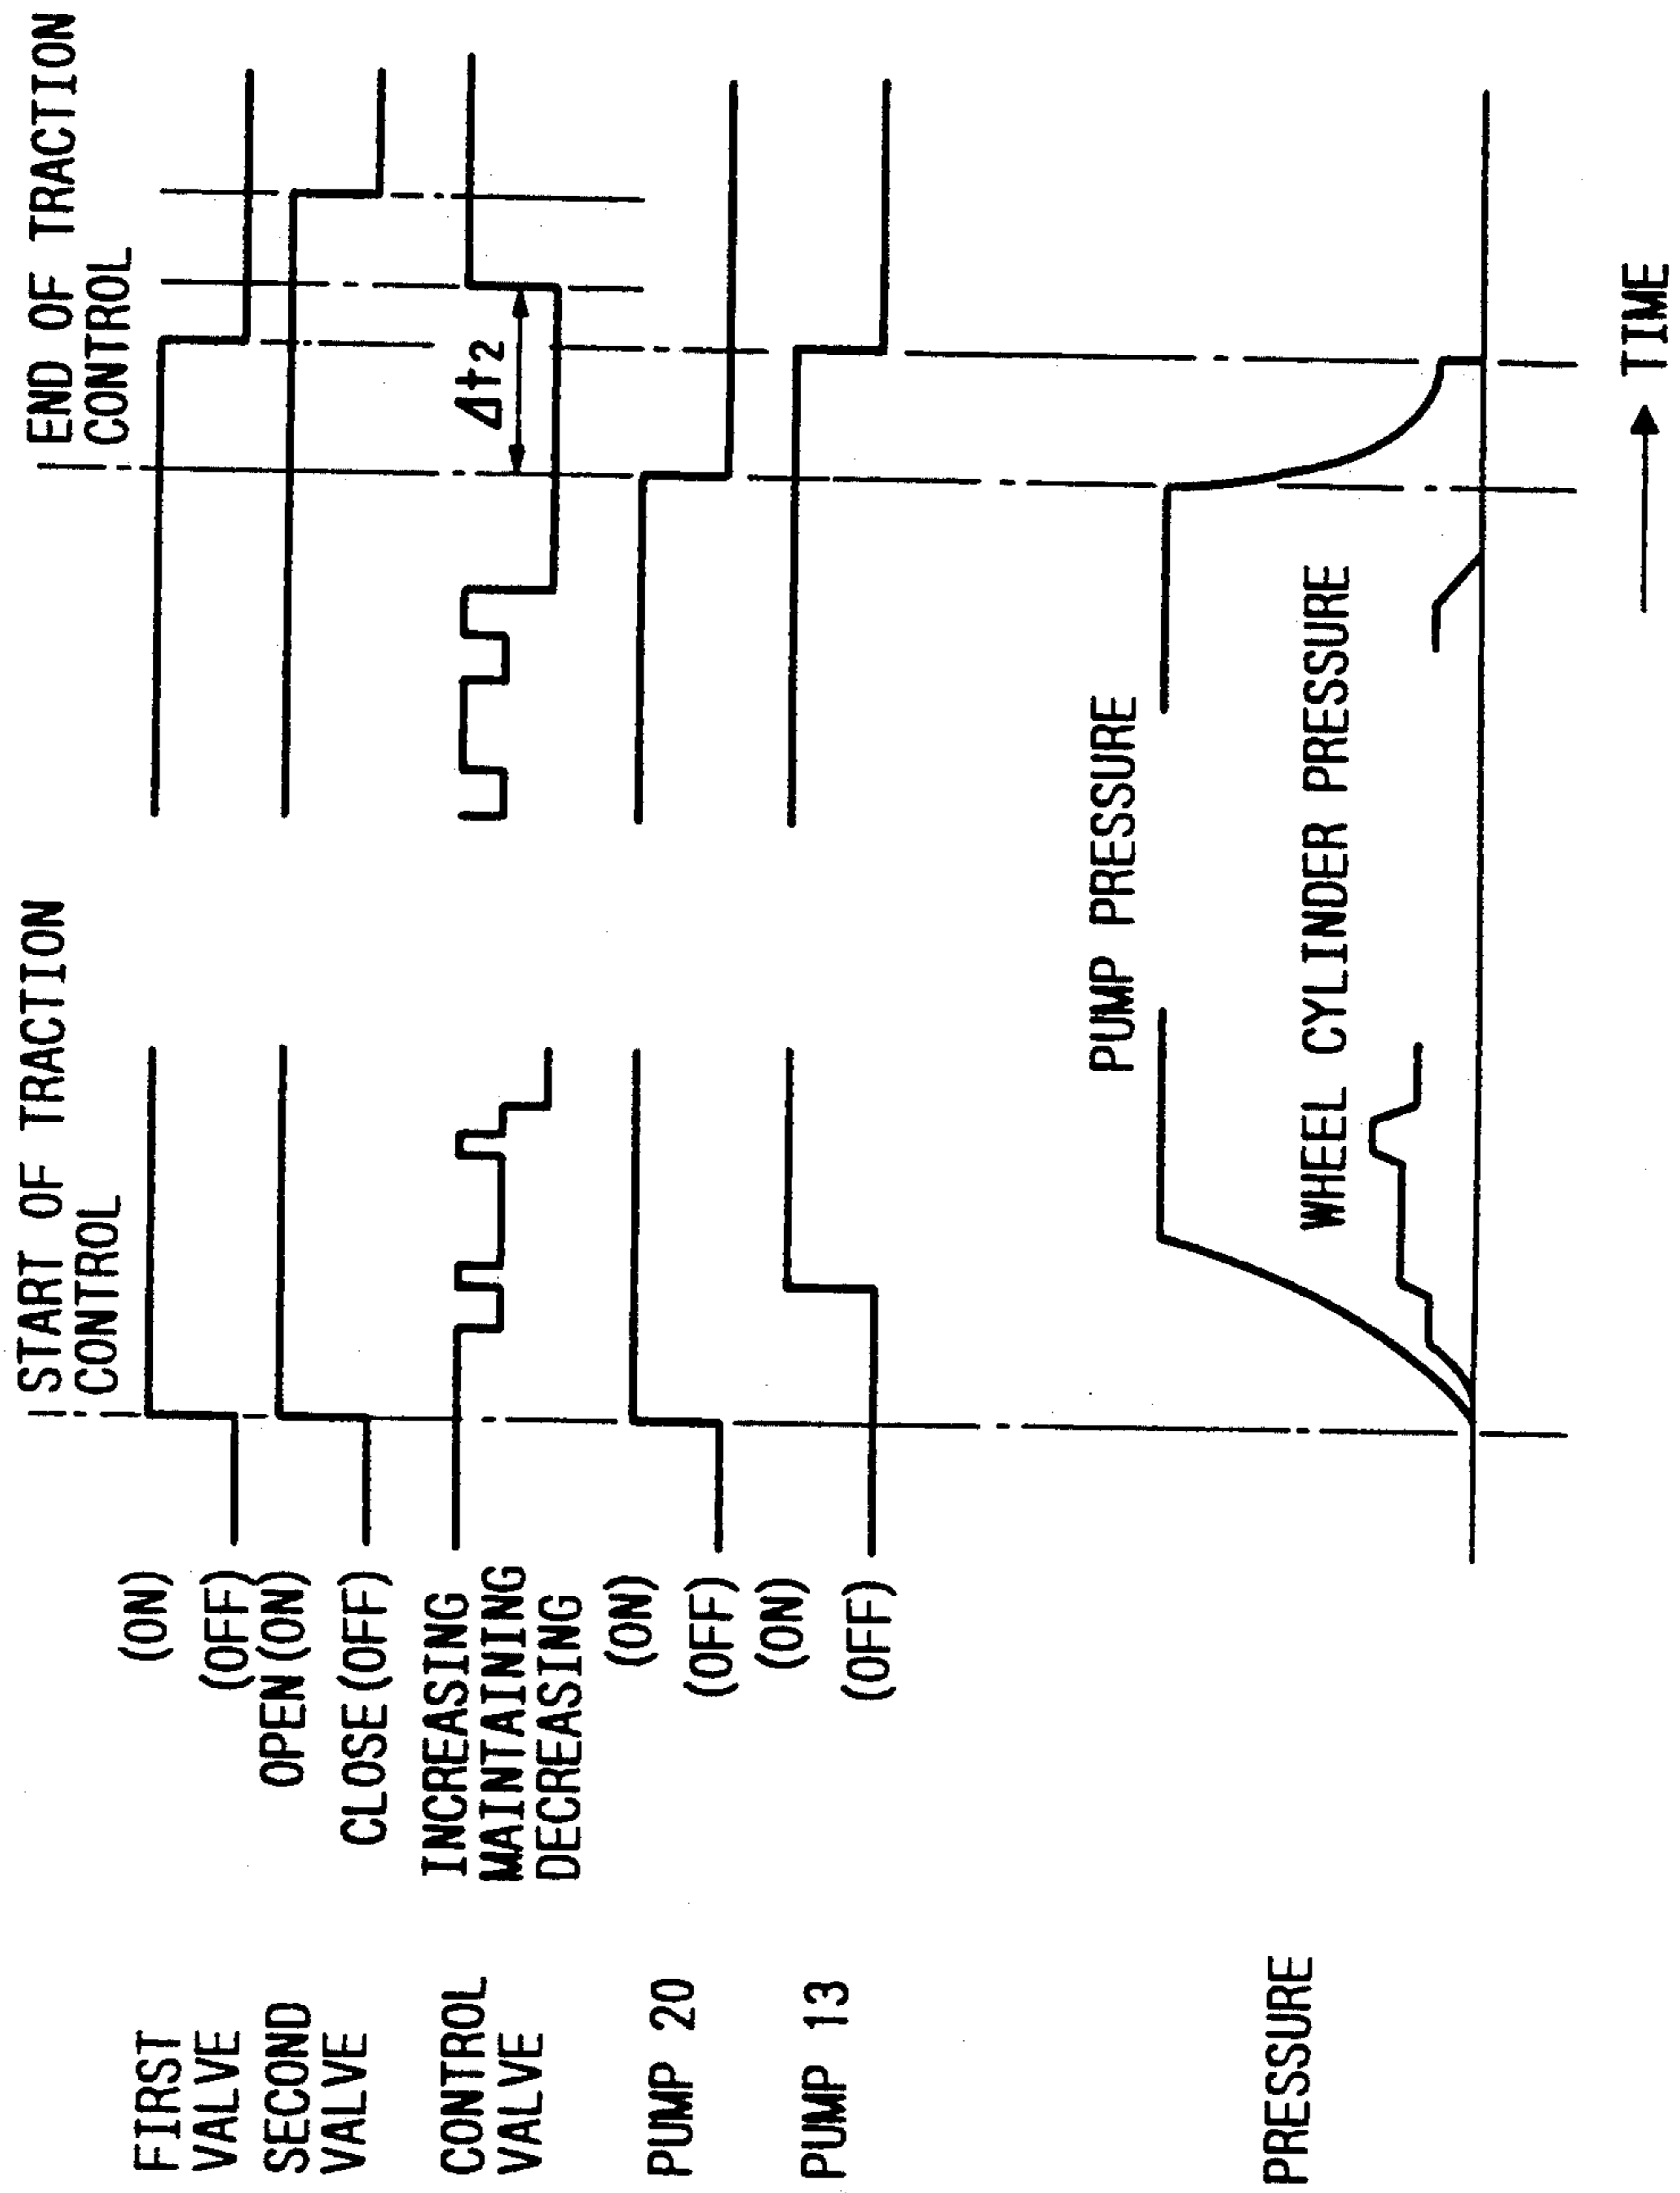 START OF TRACTION
CONTROL
END OF TRACTION
CONTROL
FIRST
VALVE
(ON)
(OFF)
SECOND
VALVE
OPEN (ON)
CLOSE (OFF)
CONTROL
VALVE
INCREASING
MAINTAINING
DECREASING
Δt2
PUMP 20
(ON)
(OFF)
PUMP 13
(ON)
(OFF)
PRESSURE
PUMP PRESSURE
WHEEL CYLINDER PRESSURE
TIME